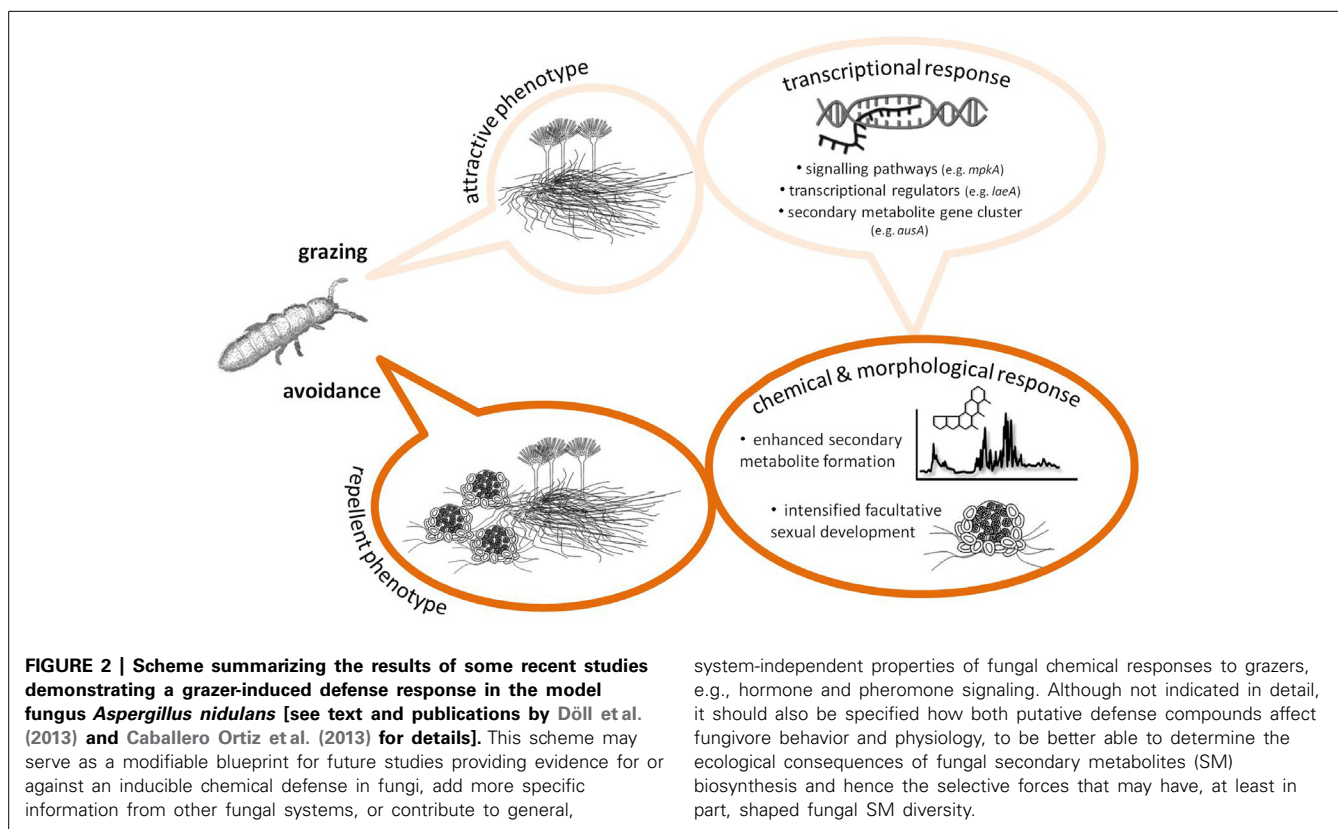 attractive phenotype
transcriptional response
• signalling pathways (e.g. mpkA)
• transcriptional regulators (e.g. laeA)
• secondary metabolite gene cluster
(e.g. ausA)
grazing
avoidance
repellent phenotype
chemical & morphological response
• enhanced secondary
metabolite formation
• intensified facultative
sexual development
FIGURE 2 | Scheme summarizing the results of some recent studies
demonstrating a grazer-induced defense response in the model
fungus Aspergillus nidulans [see text and publications by Döll et al.
(2013) and Caballero Ortiz et al. (2013) for details]. This scheme may
serve as a modifiable blueprint for future studies providing evidence for or
against an inducible chemical defense in fungi, add more specific
information from other fungal systems, or contribute to general,
system-independent properties of fungal chemical responses to grazers,
e.g., hormone and pheromone signaling. Although not indicated in detail,
it should also be specified how both putative defense compounds affect
fungivore behavior and physiology, to be better able to determine the
ecological consequences of fungal secondary metabolites (SM)
biosynthesis and hence the selective forces that may have, at least in
part, shaped fungal SM diversity.